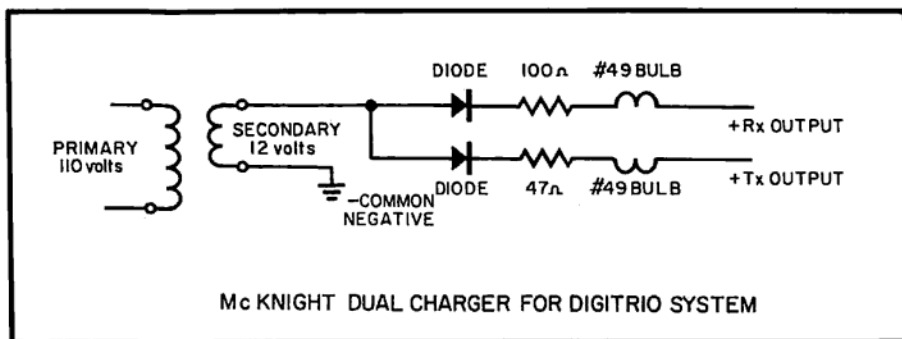 DIODE 100Ω #49 BULB
+Rx OUTPUT
PRIMARY
110 volts
SECONDARY
12 volts
+Tx OUTPUT
DIODE 47Ω #49 BULB
-COMMON
NEGATIVE
Mc KNIGHT DUAL CHARGER FOR DIGITRIO SYSTEM